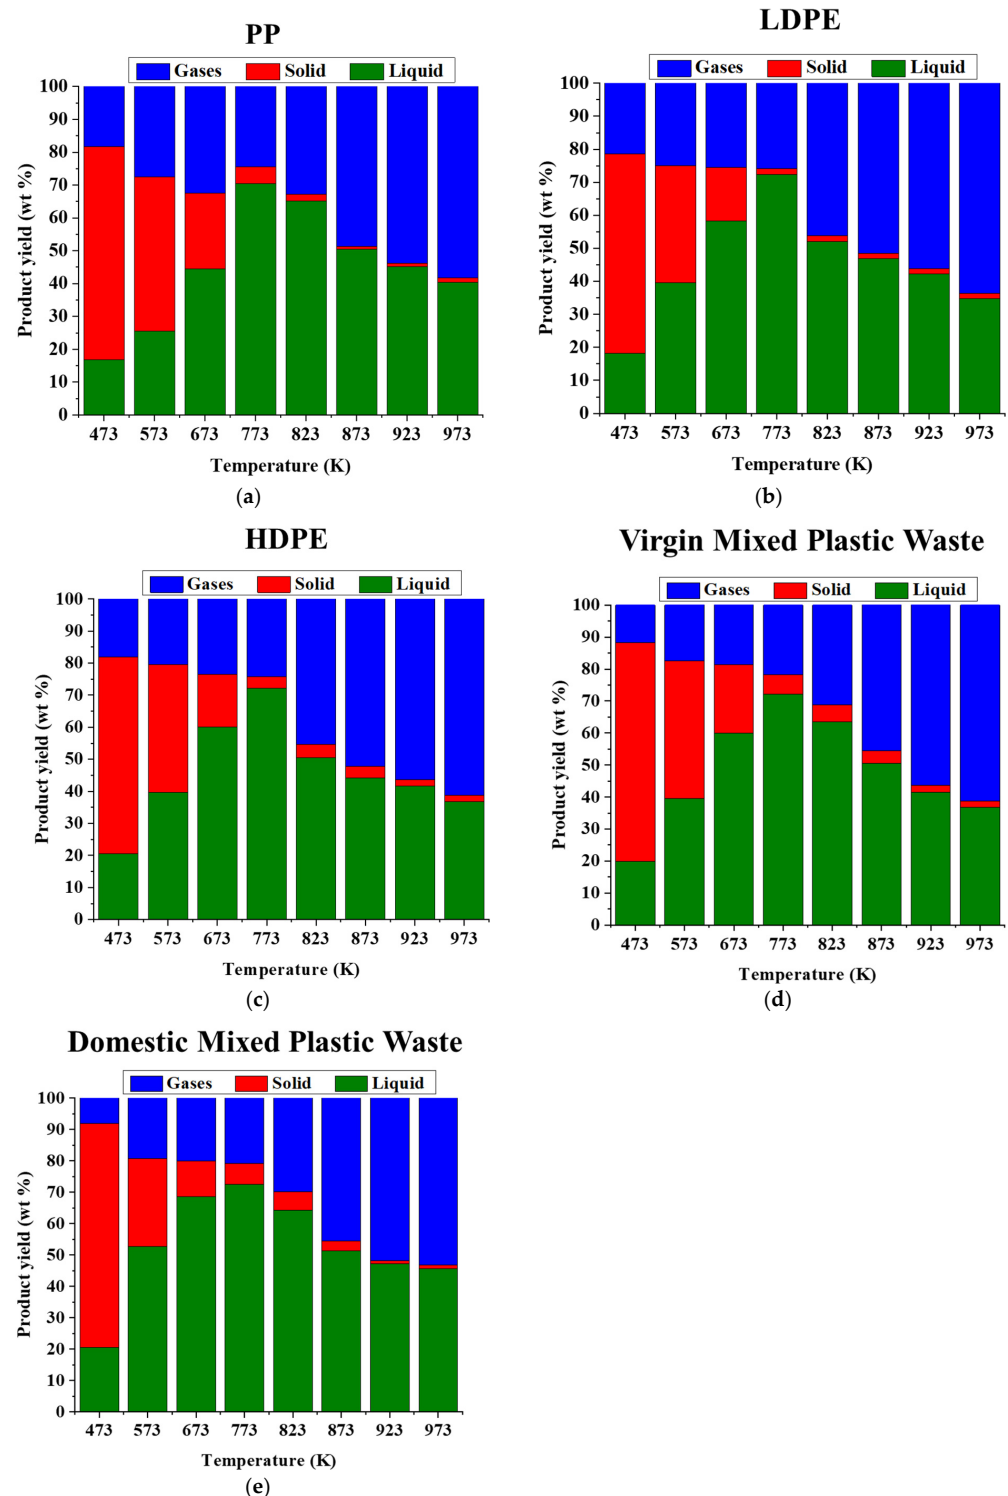 PP
Gases Solid Liquid
100
90
80
70
60
50
40
30
20
10
0
Product yield (wt %)
473 573 673 773 823 873 923 973
Temperature (K)
(a)
LDPE
Gases Solid Liquid
100
90
80
70
60
50
40
30
20
10
0
Product yield (wt %)
473 573 673 773 823 873 923 973
Temperature (K)
(b)
HDPE
Gases Solid Liquid
100
90
80
70
60
50
40
30
20
10
0
Product yield (wt %)
473 573 673 773 823 873 923 973
Temperature (K)
(c)
Virgin Mixed Plastic Waste
Gases Solid Liquid
100
90
80
70
60
50
40
30
20
10
0
Product yield (wt %)
473 573 673 773 823 873 923 973
Temperature (K)
(d)
Domestic Mixed Plastic Waste
Gases Solid Liquid
100
90
80
70
60
50
40
30
20
10
0
Product yield (wt %)
473 573 673 773 823 873 923 973
Temperature (K)
(e)